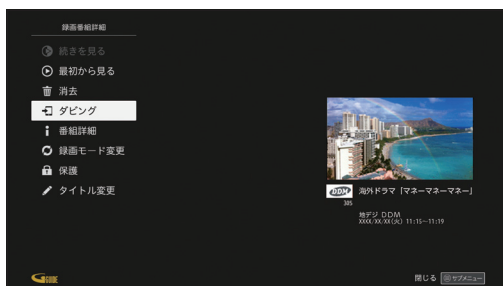 録画番組詳細
続きを見る
最初から見る
消去
ダビング
番組詳細
録画モード変更
保護
タイトル変更
DDM
305
海外ドラマ「マネーマネーマネー」
地デジ DDM
XXXX/XX/XX(火) 11:15~11:19
G GUIDE
閉じる サブメニュー